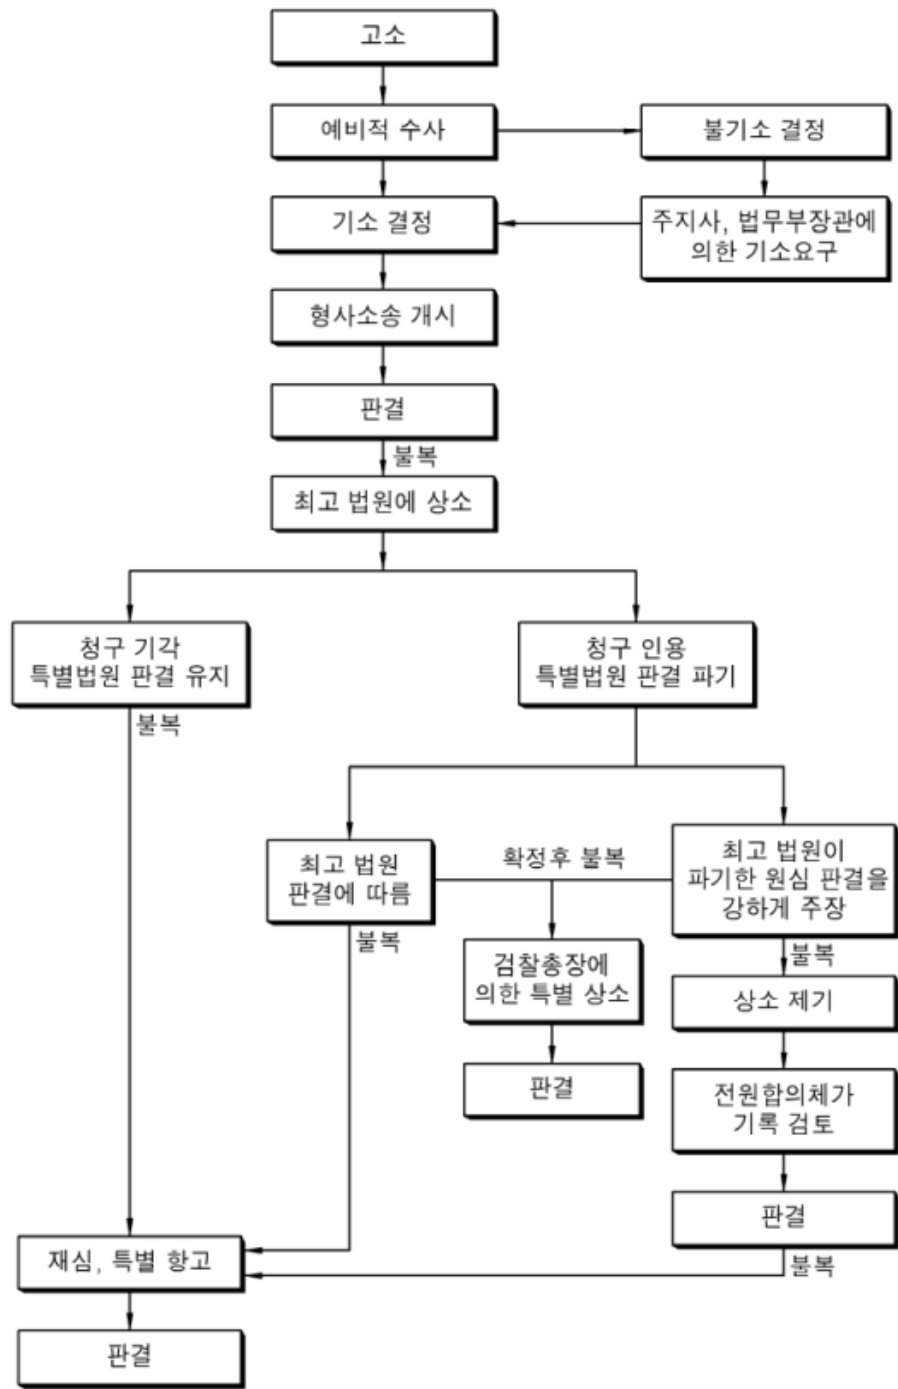 고소
예비적 수사
불기소 결정
기소 결정
주지사, 법무부장관에
의한 기소요구
형사소송 개시
판결
불복
최고 법원에 상소
청구 기각
특별법원 판결 유지
청구 인용
특별법원 판결 파기
불복
최고 법원
판결에 따름
확정후 불복
최고 법원이
파기한 원심 판결을
강하게 주장
불복
불복
검찰총장에
의한 특별 상소
상소 제기
판결
전원합의체가
기록 검토
판결
재심, 특별 항고
불복
판결